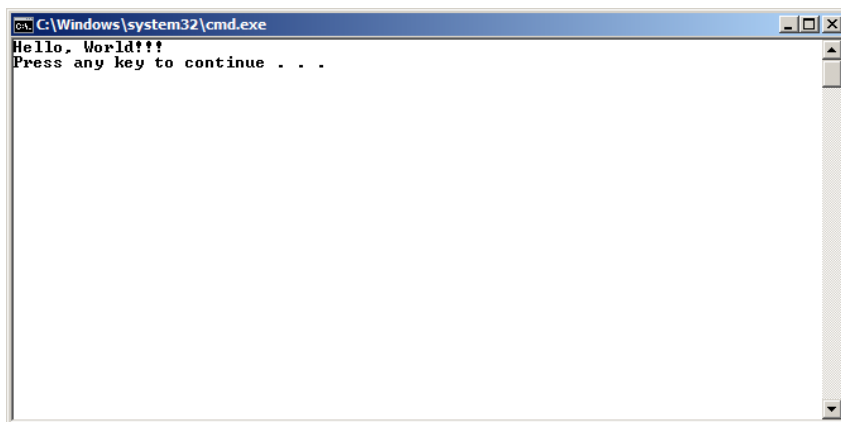 C:\Windows\system32\cmd.exe
Hello, World!!!
Press any key to continue . . .